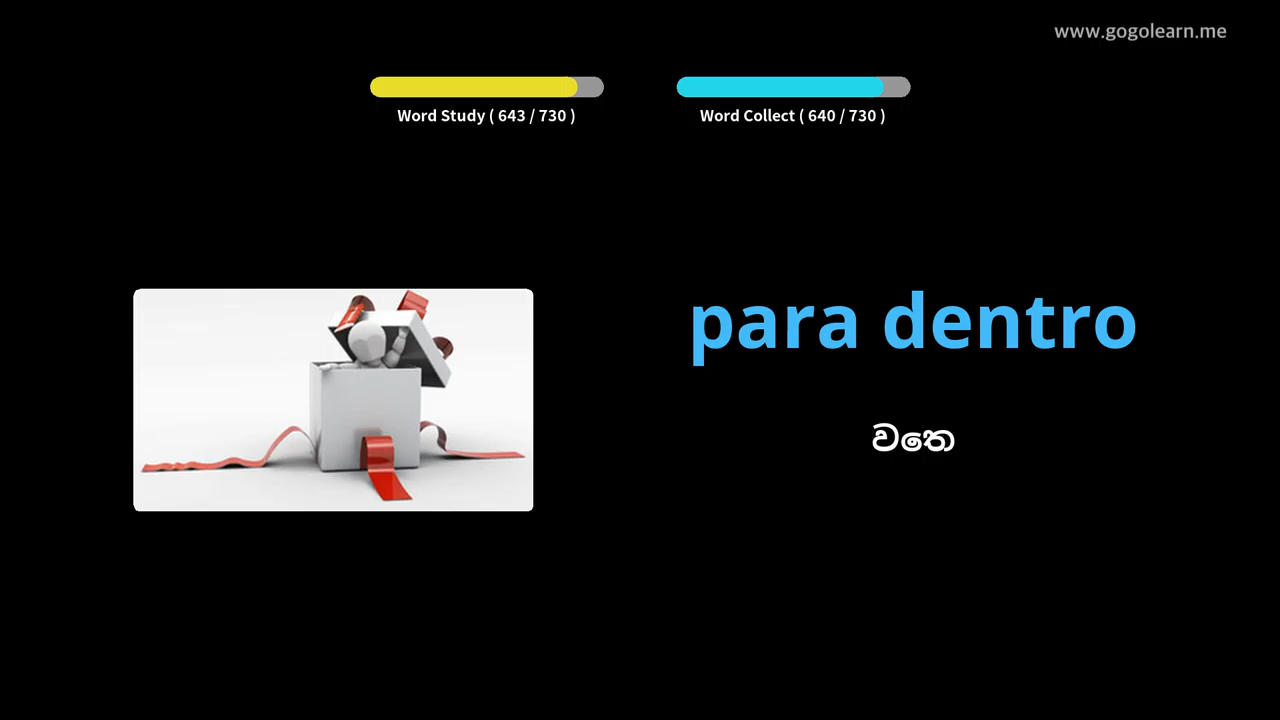 www.gogolearn.me
Word Study ( 643 / 730 )
Word Collect ( 640 / 730 )
para dentro
වතෙ